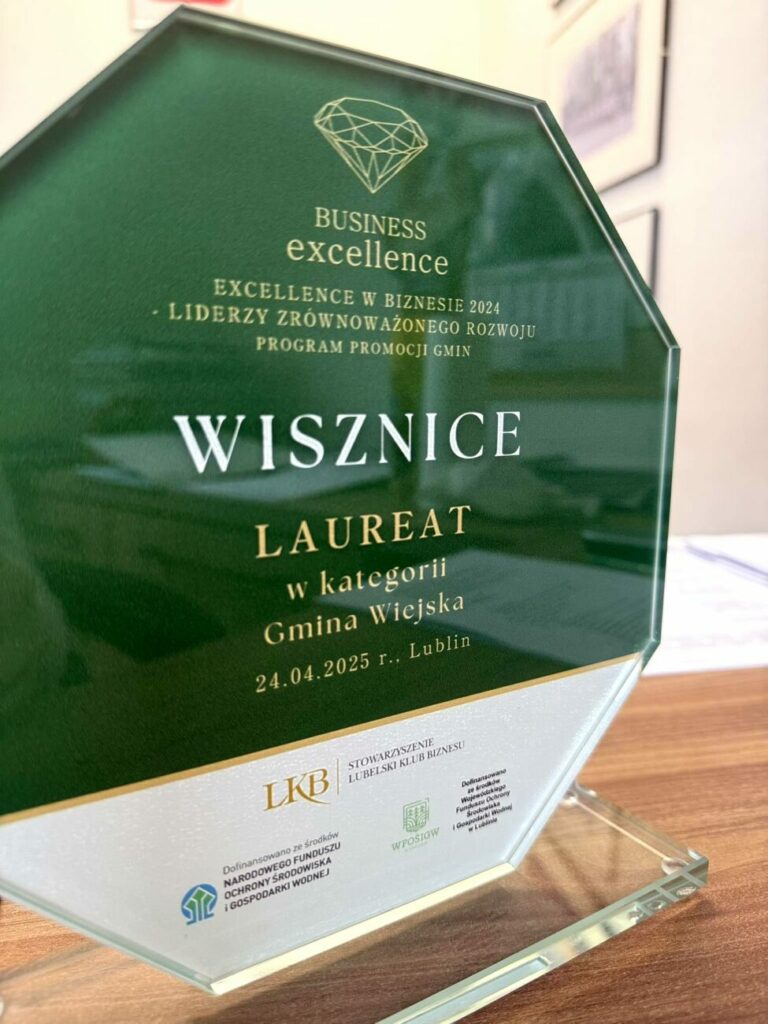 BUSINESS
excellence
EXCELLENCE W BIZNESIE 2024
- LIDERZY ZRÓWNOWAŻONEGO ROZWOJU
PROGRAM PROMOCJI GMIN
WISZNICE
LAUREAT
w kategorii
Gmina Wiejska
24.04.2025 r., Lublin
LKB
STOWARZYSZENIE
LUBELSKI KLUB BIZNESU
Dofinansowano ze środków
NARODOWEGO FUNDUSZU
OCHRONY ŚRODOWISKA
i GOSPODARKI WODNEJ
WFOŚIGW
Dofinansowano
ze środków
Wojewódzkiego
Funduszu Ochrony
Środowiska
i Gospodarki Wodnej
w Lublinie